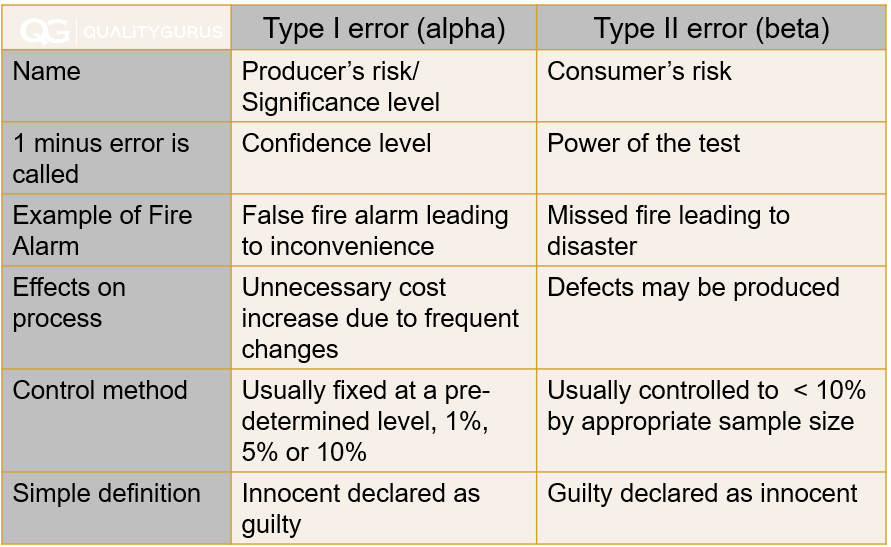 QG QUALITYGURUS Type I error (alpha) Type II error (beta)
Name Producer's risk/ Consumer's risk
Significance level
1 minus error is Confidence level Power of the test
called
Example of Fire False fire alarm leading Missed fire leading to
Alarm to inconvenience disaster
Effects on Unnecessary cost Defects may be produced
process increase due to frequent
changes
Control method Usually fixed at a pre- Usually controlled to < 10%
determined level, 1%, by appropriate sample size
5% or 10%
Simple definition Innocent declared as Guilty declared as innocent
guilty